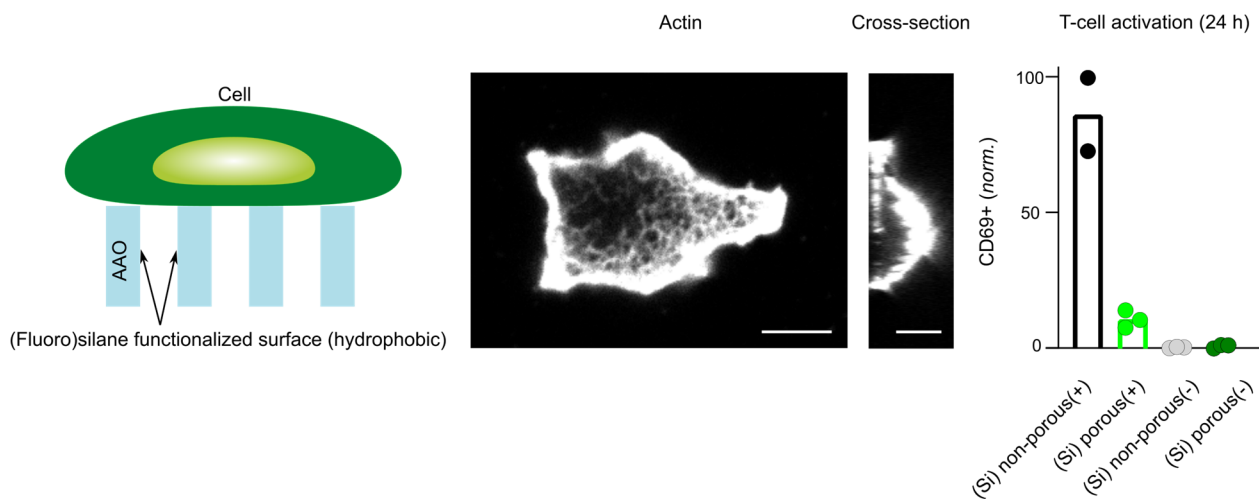 Actin
Cross-section
T-cell activation (24 h)
Cell
AAO
(Fluoro)silane functionalized surface (hydrophobic)
CD69+ (norm.)
100
50
0
(Si) non-porous(+)
(Si) porous(+)
(Si) non-porous(-)
(Si) porous(-)